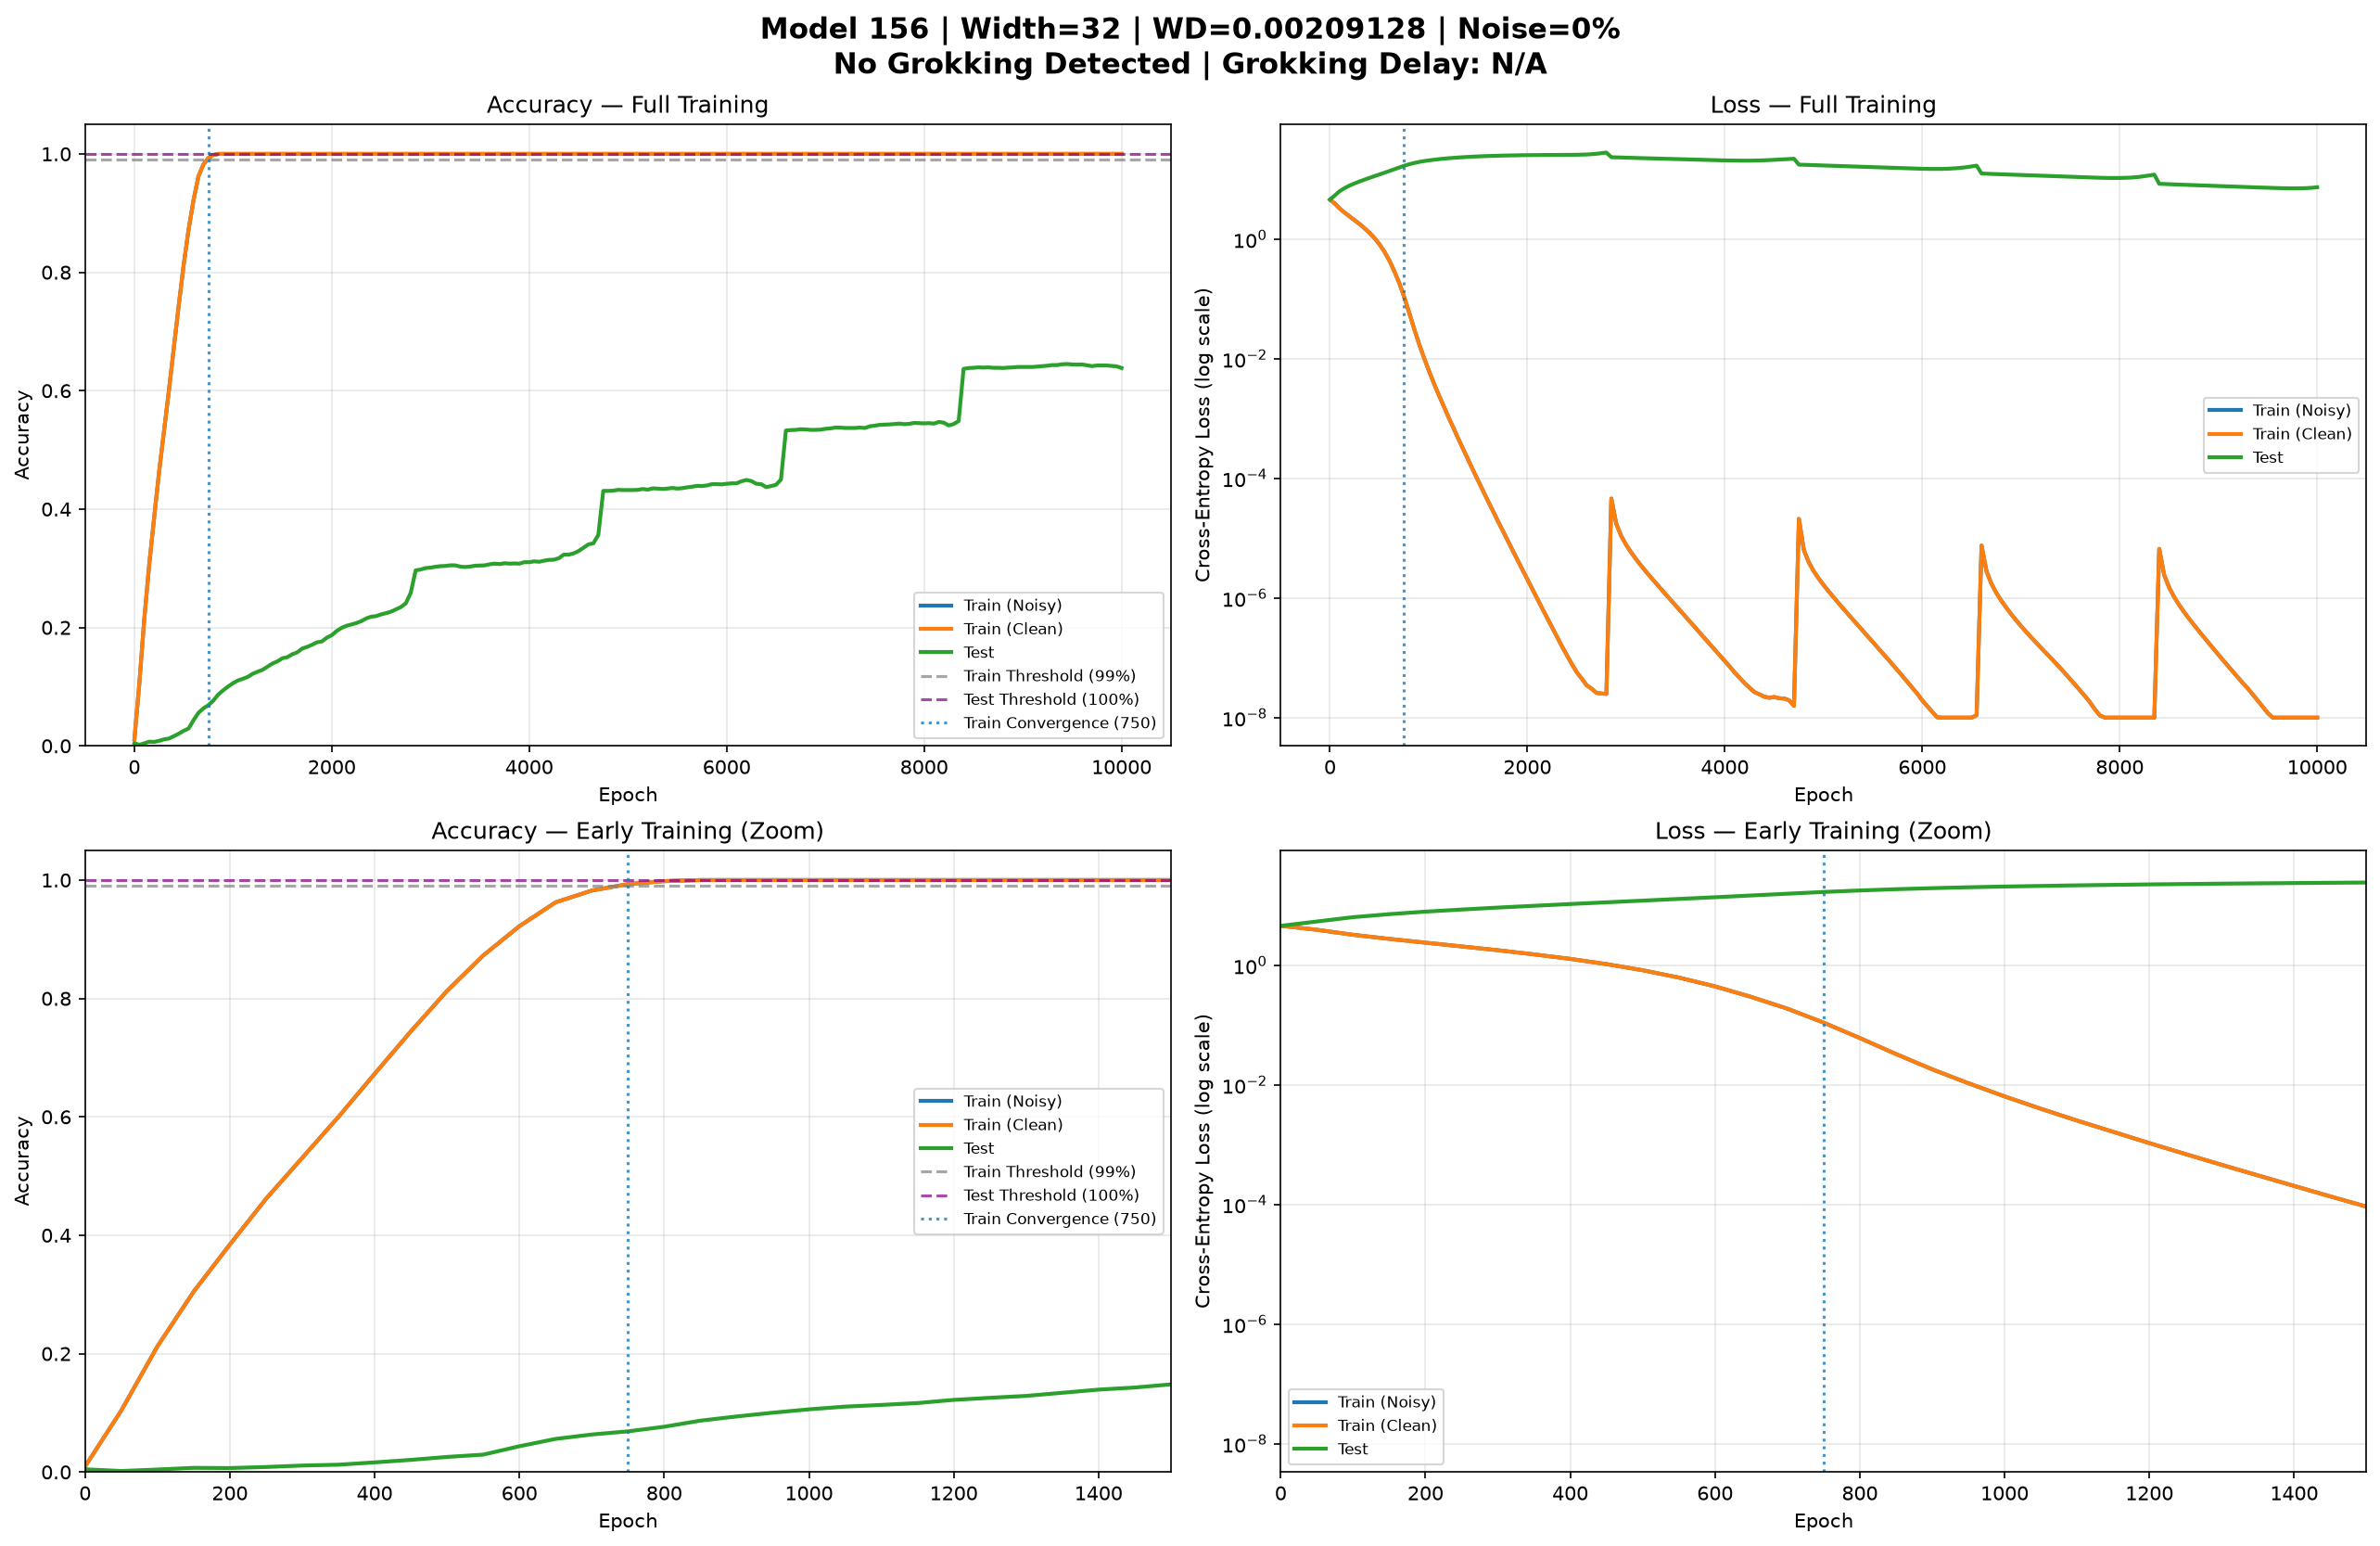 Model 156 | Width=32 | WD=0.00209128 | Noise=0%
No Grokking Detected | Grokking Delay: N/A
Accuracy — Full Training
Accuracy
1.0
0.8
0.6
0.4
0.2
0.0
0 2000 4000 6000 8000 10000
Epoch
Train (Noisy)
Train (Clean)
Test
Train Threshold (99%)
Test Threshold (100%)
Train Convergence (750)
Loss — Full Training
Cross-Entropy Loss (log scale)
10⁰
10⁻²
10⁻⁴
10⁻⁶
10⁻⁸
0 2000 4000 6000 8000 10000
Epoch
Train (Noisy)
Train (Clean)
Test
Accuracy — Early Training (Zoom)
Accuracy
1.0
0.8
0.6
0.4
0.2
0.0
0 200 400 600 800 1000 1200 1400
Epoch
Train (Noisy)
Train (Clean)
Test
Train Threshold (99%)
Test Threshold (100%)
Train Convergence (750)
Loss — Early Training (Zoom)
Cross-Entropy Loss (log scale)
10⁰
10⁻²
10⁻⁴
10⁻⁶
10⁻⁸
0 200 400 600 800 1000 1200 1400
Epoch
Train (Noisy)
Train (Clean)
Test